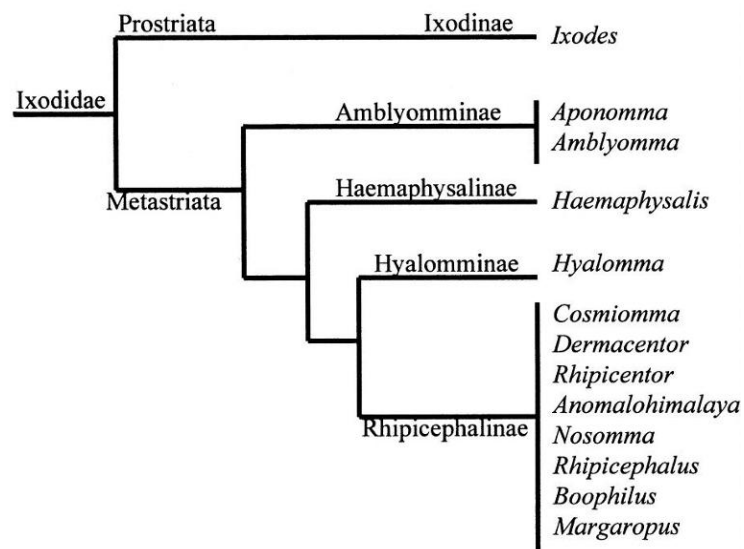 Prostriata Ixodinae Ixodes
Ixodidae
Amblyomminae Aponomma
Amblyomma
Metastriata
Haemaphysalinae Haemaphysalis
Hyalomminae Hyalomma
Cosmiomma
Dermacentor
Rhipicentor
Anomalohimalaya
Rhipicephalinae Nosomma
Rhipicephalus
Boophilus
Margaropus